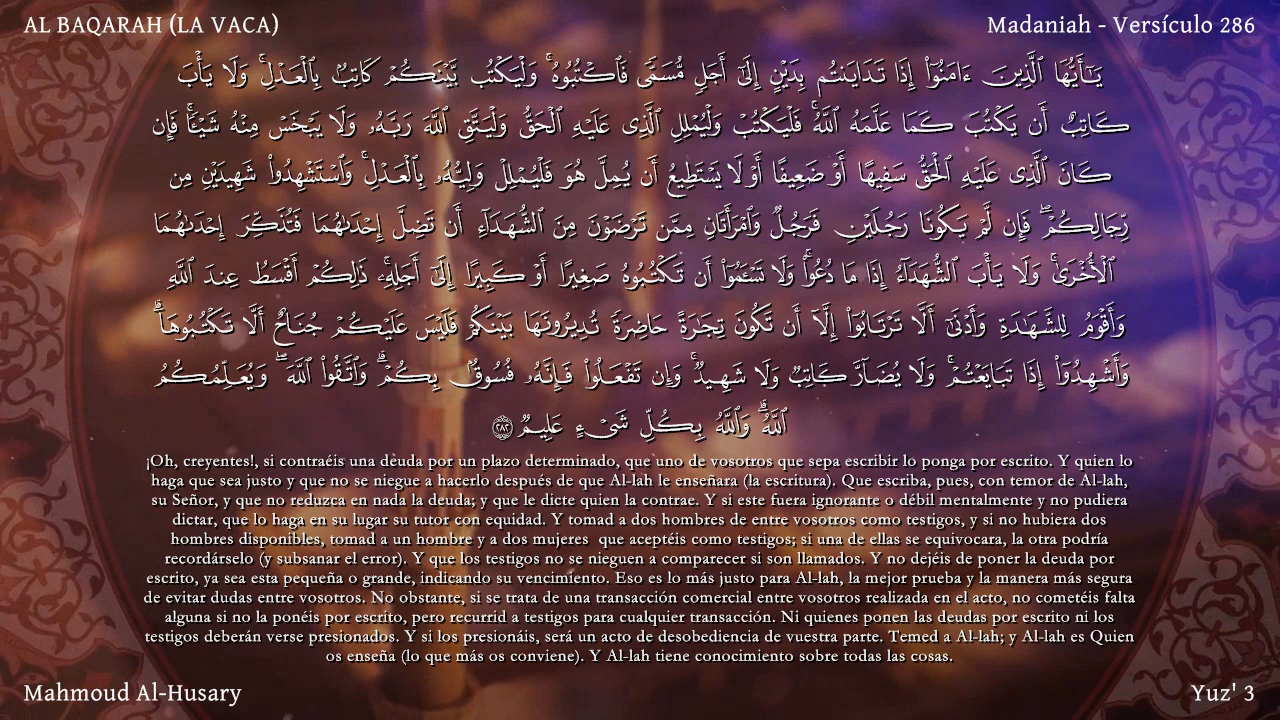 AL BAQARAH (LA VACA)
Madaniah - Versículo 286
يَـٰٓأَيُّهَا ٱلَّذِينَ ءَامَنُوٓا۟ إِذَا تَدَايَنتُم بِدَيْنٍ إِلَىٰٓ أَجَلٍ مُّسَمًّى فَٱكْتُبُوهُ ۚ وَلْيَكْتُب بَّيْنَكُمْ كَاتِبٌۢ بِٱلْعَدْلِ ۚ وَلَا يَأْبَ
كَاتِبٌ أَن يَكْتُبَ كَمَا عَلَّمَهُ ٱللَّهُ ۚ فَلْيَكْتُبْ وَلْيُمْلِلِ ٱلَّذِى عَلَيْهِ ٱلْحَقُّ وَلْيَتَّقِ ٱللَّهَ رَبَّهُۥ وَلَا يَبْخَسْ مِنْهُ شَيْـًٔا ۚ فَإِن
كَانَ ٱلَّذِى عَلَيْهِ ٱلْحَقُّ سَفِيهًا أَوْ ضَعِيفًا أَوْ لَا يَسْتَطِيعُ أَن يُمِلَّ هُوَ فَلْيُمْلِلْ وَلِيُّهُۥ بِٱلْعَدْلِ ۚ وَٱسْتَشْهِدُوا۟ شَهِيدَيْنِ مِن
رِّجَالِكُمْ ۖ فَإِن لَّمْ يَكُونَا رَجُلَيْنِ فَرَجُلٌ وَٱمْرَأَتَانِ مِمَّن تَرْضَوْنَ مِنَ ٱلشُّهَدَآءِ أَن تَضِلَّ إِحْدَىٰهُمَا فَتُذَكِّرَ إِحْدَىٰهُمَا
ٱلْأُخْرَىٰ ۚ وَلَا يَأْبَ ٱلشُّهَدَآءُ إِذَا مَا دُعُوا۟ ۚ وَلَا تَسْـَٔمُوٓا۟ أَن تَكْتُبُوهُ صَغِيرًا أَوْ كَبِيرًا إِلَىٰٓ أَجَلِهِۦ ۚ ذَٰلِكُمْ أَقْسَطُ عِندَ ٱللَّهِ
وَأَقْوَمُ لِلشَّهَـٰدَةِ وَأَدْنَىٰٓ أَلَّا تَرْتَابُوٓا۟ ۖ إِلَّآ أَن تَكُونَ تِجَـٰرَةً حَاضِرَةً تُدِيرُونَهَا بَيْنَكُمْ فَلَيْسَ عَلَيْكُمْ جُنَاحٌ أَلَّا تَكْتُبُوهَا ۗ
وَأَشْهِدُوٓا۟ إِذَا تَبَايَعْتُمْ ۚ وَلَا يُضَآرَّ كَاتِبٌ وَلَا شَهِيدٌ ۚ وَإِن تَفْعَلُوا۟ فَإِنَّهُۥ فُسُوقٌۢ بِكُمْ ۗ وَٱتَّقُوا۟ ٱللَّهَ ۖ وَيُعَلِّمُكُمُ
ٱللَّهُ ۗ وَٱللَّهُ بِكُلِّ شَىْءٍ عَلِيمٌ ٢٨٢
¡Oh, creyentes!, si contraéis una deuda por un plazo determinado, que uno de vosotros que sepa escribir lo ponga por escrito. Y quien lo
haga que sea justo y que no se niegue a hacerlo después de que Al-lah le enseñara (la escritura). Que escriba, pues, con temor de Al-lah,
su Señor, y que no reduzca en nada la deuda; y que le dicte quien la contrae. Y si este fuera ignorante o débil mentalmente y no pudiera
dictar, que lo haga en su lugar su tutor con equidad. Y tomad a dos hombres de entre vosotros como testigos, y si no hubiera dos
hombres disponibles, tomad a un hombre y a dos mujeres que aceptéis como testigos; si una de ellas se equivocara, la otra podría
recordárselo (y subsanar el error). Y que los testigos no se nieguen a comparecer si son llamados. Y no dejéis de poner la deuda por
escrito, ya sea esta pequeña o grande, indicando su vencimiento. Eso es lo más justo para Al-lah, la mejor prueba y la manera más segura
de evitar dudas entre vosotros. No obstante, si se trata de una transacción comercial entre vosotros realizada en el acto, no cometéis falta
alguna si no la ponéis por escrito, pero recurrid a testigos para cualquier transacción. Ni quienes ponen las deudas por escrito ni los
testigos deberán verse presionados. Y si los presionáis, será un acto de desobediencia de vuestra parte. Temed a Al-lah; y Al-lah es Quien
os enseña (lo que más os conviene). Y Al-lah tiene conocimiento sobre todas las cosas.
Mahmoud Al-Husary
Yuz' 3